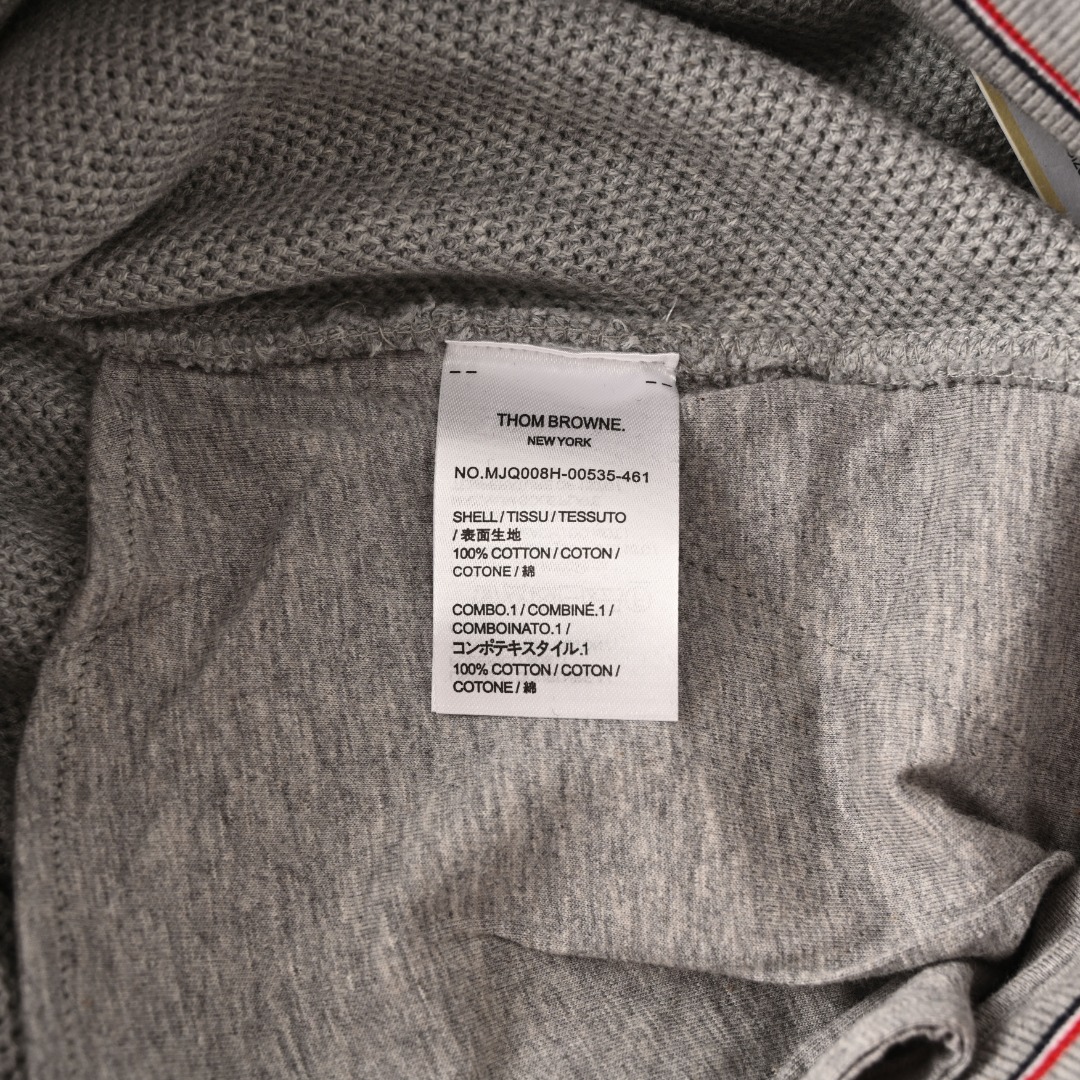 THOM BROWNE.
NEW YORK
NO.MJQ008H-00535-461
SHELL / TISSU / TESSUTO
/ 表面生地
100% COTTON / COTON /
COTONE / 綿
COMBO.1 / COMBINÉ.1 /
COMBOINATO.1 /
コンポテキスタイル.1
100% COTTON / COTON /
COTONE / 綿